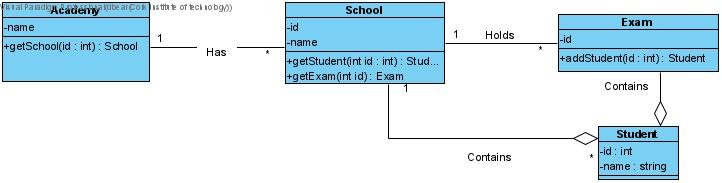 Academy
-name
+getSchool(id : int) : School
1
Has
*
School
-id
-name
+getStudent(int id : int) : Stud...
+getExam(int id) : Exam
1
Holds
*
Exam
-id
+addStudent(id : int) : Student
Contains
1
Contains
*
Student
-id : int
-name : string